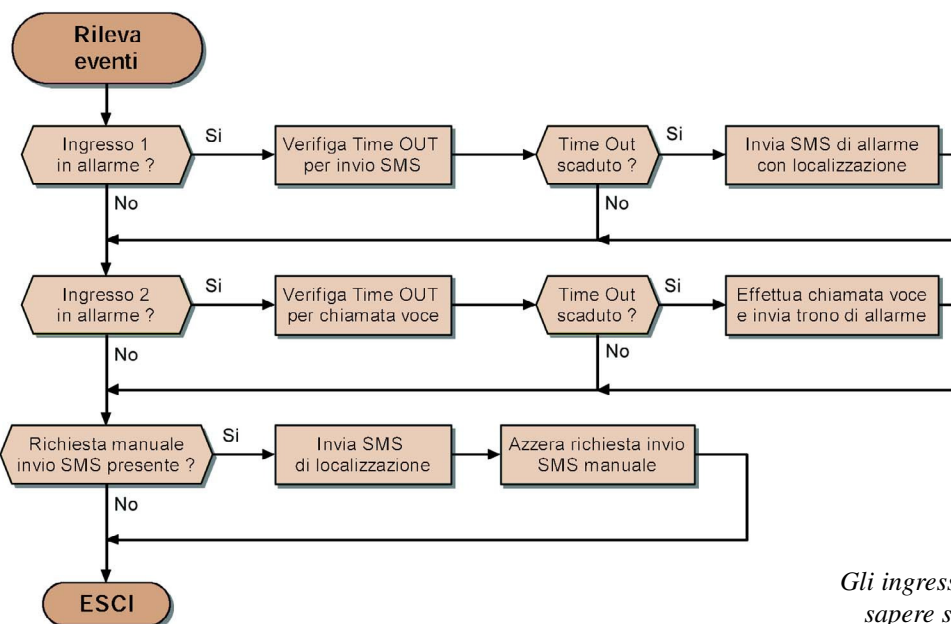 Rileva
eventi
Ingresso 1
in allarme ?
Si
Verifiga Time OUT
per invio SMS
Time Out
scaduto ?
Si
Invia SMS di allarme
con localizzazione
No
No
Ingresso 2
in allarme ?
Si
Verifiga Time OUT
per chiamata voce
Time Out
scaduto ?
Si
Effettua chiamata voce
e invia trono di allarme
No
No
Richiesta manuale
invio SMS presente ?
Si
Invia SMS
di localizzazione
Azzera richiesta invio
SMS manuale
No
ESCI
Gli
sapere